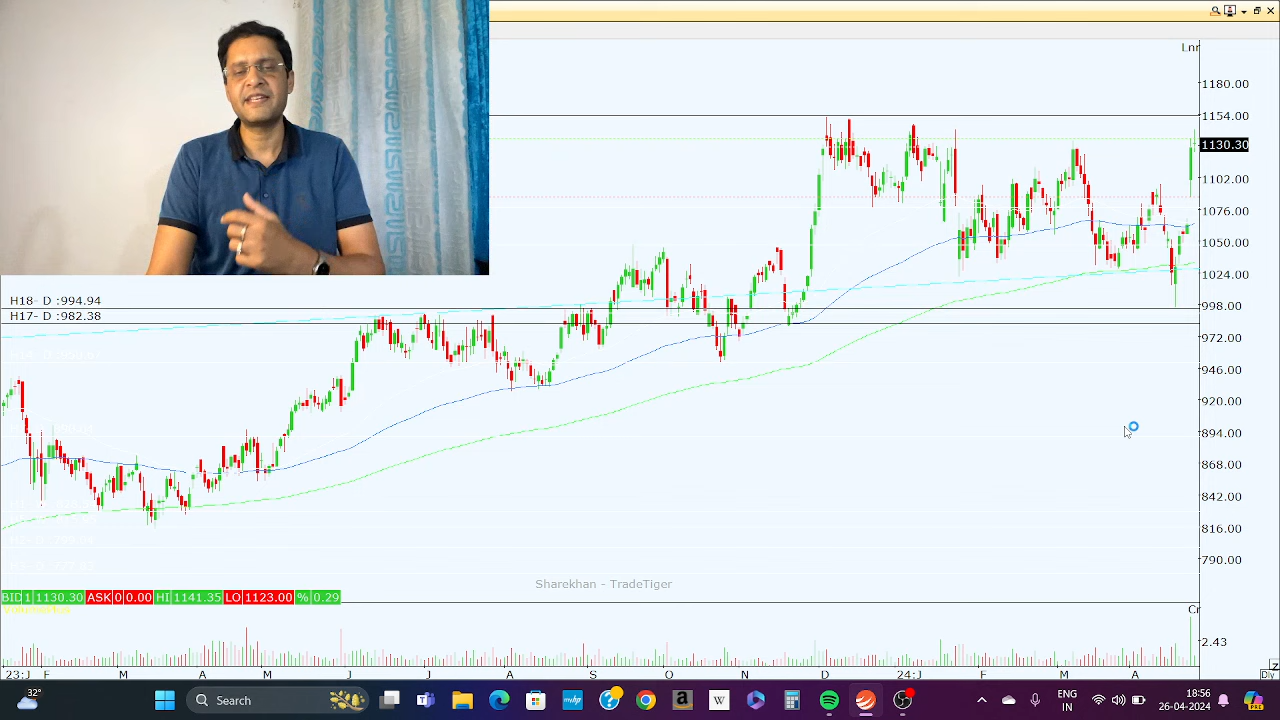 Lnr
1180.00
1154.00
1130.30
1102.00
1076.00
1050.00
1024.00
998.00
972.00
946.00
920.00
894.00
868.00
842.00
816.00
790.00
H18- D :994.94
H17- D :982.38
Sharekhan - TradeTiger
BID 1 1130.30 ASK 0 0.00 HI 1141.35 LO 1123.00 % 0.29
Cr
2.43
23:J F M A M J J A S O N D 24:J F M A Dly
32°
Search
ENG
IN
18:58
26-04-2024